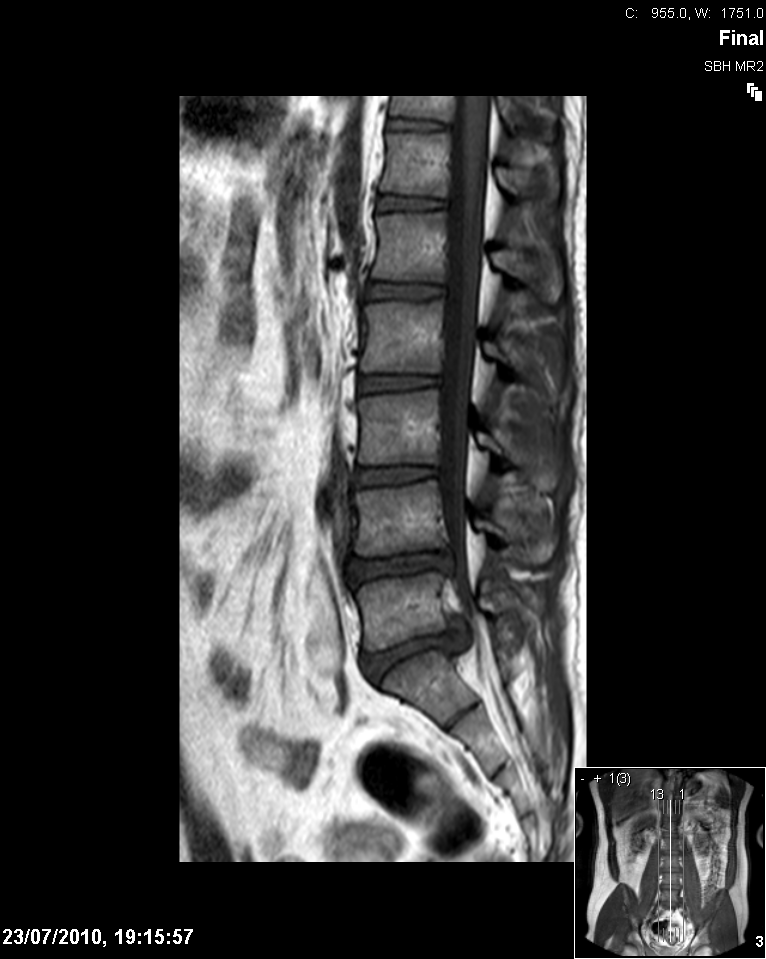 C: 955.0, W: 1751.0
Final
SBH MR2
- + 1(3)
13 1
23/07/2010, 19:15:57
3